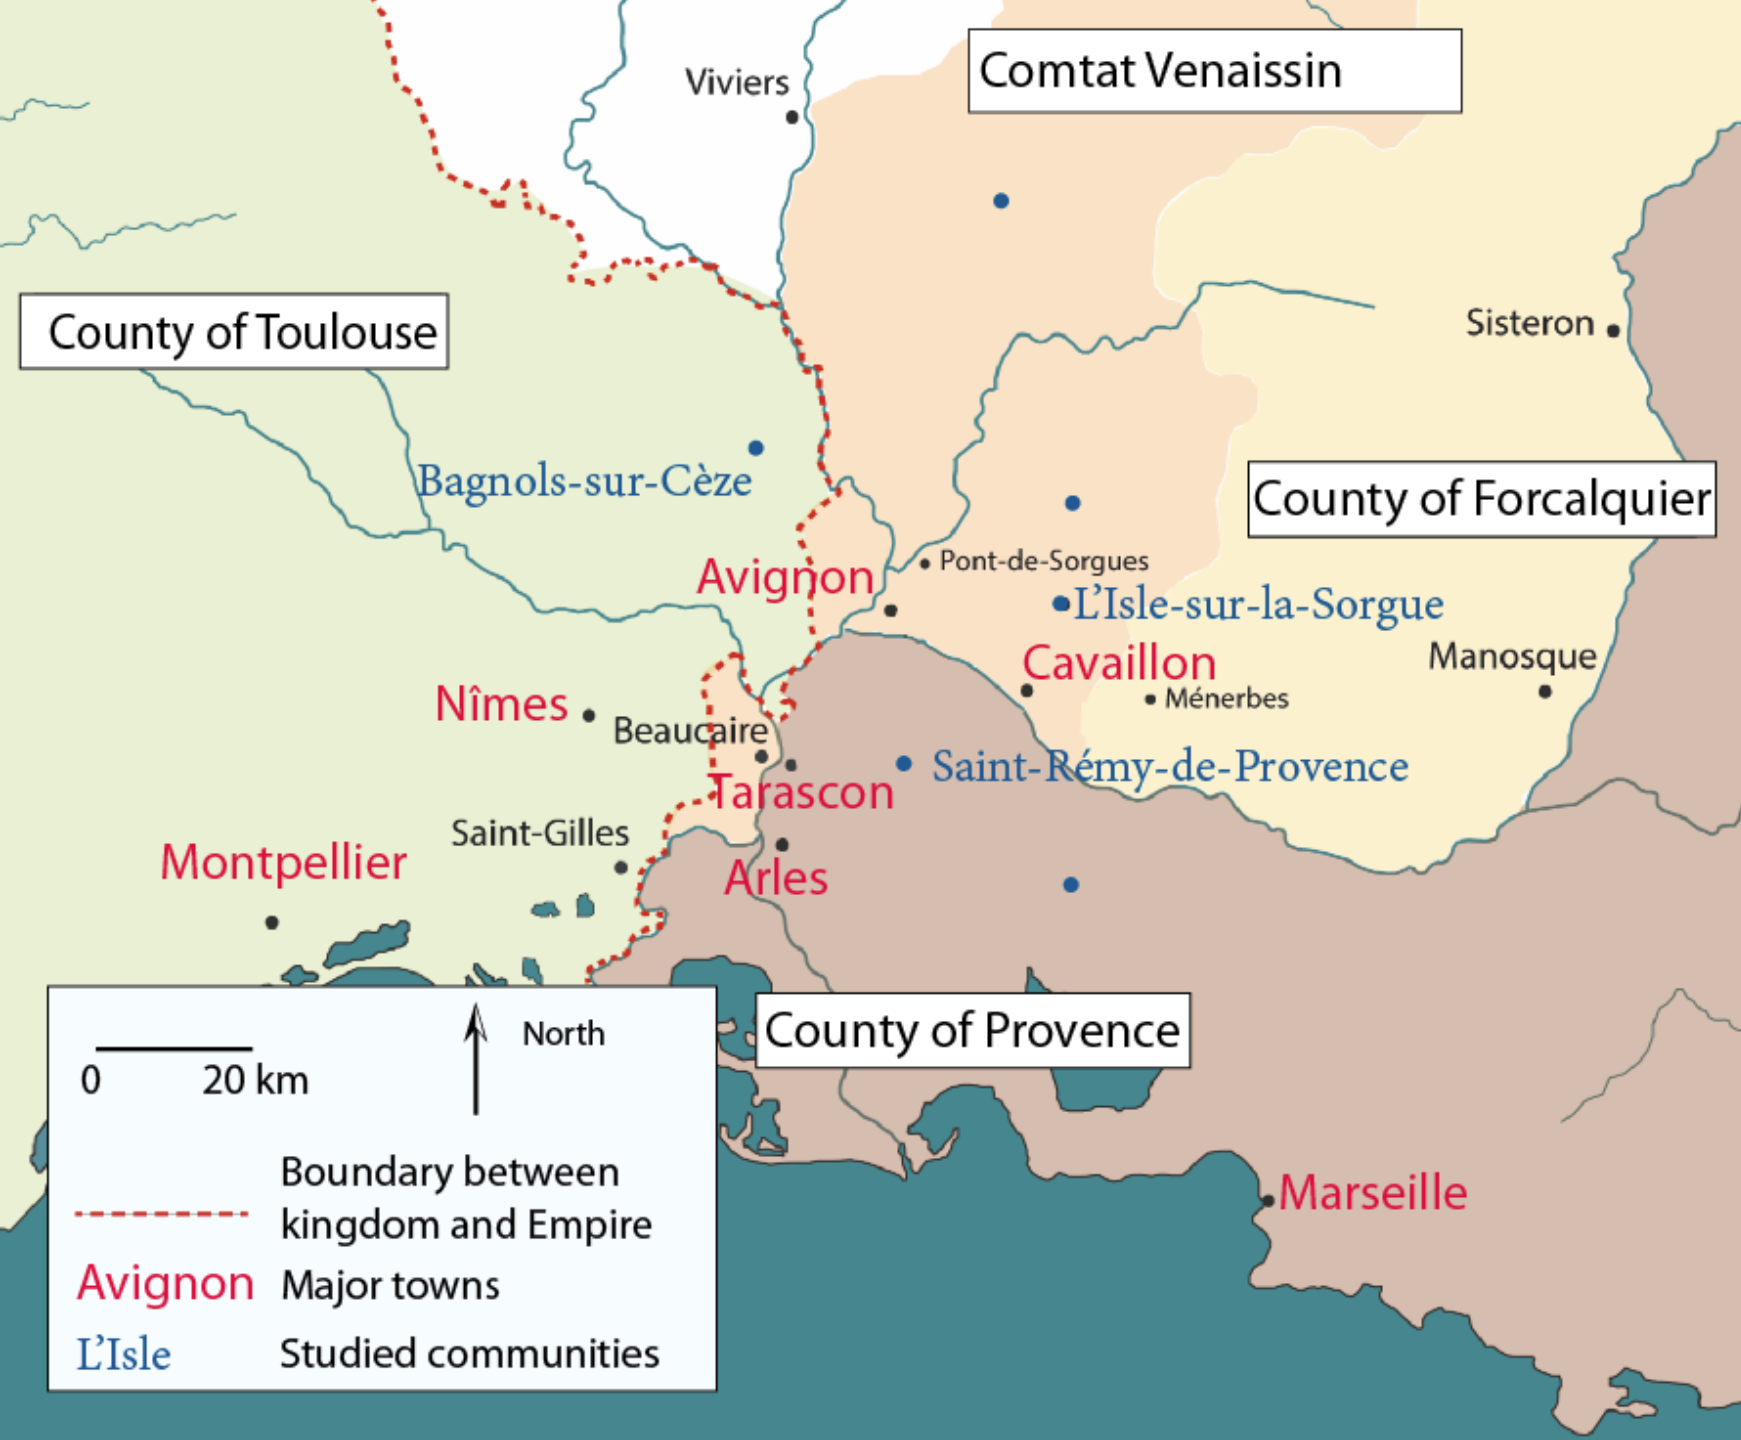 Comtat Venaissin
Viviers
County of Toulouse
Sisteron
Bagnols-sur-Cèze
County of Forcalquier
Pont-de-Sorgues
Avignon
L’Isle-sur-la-Sorgue
Cavaillon
Manosque
Nîmes
Ménerbes
Beaucaire
Saint-Rémy-de-Provence
Tarascon
Saint-Gilles
Montpellier
Arles
County of Provence
North
0 20 km
Boundary between
kingdom and Empire
Marseille
Avignon Major towns
L’Isle Studied communities